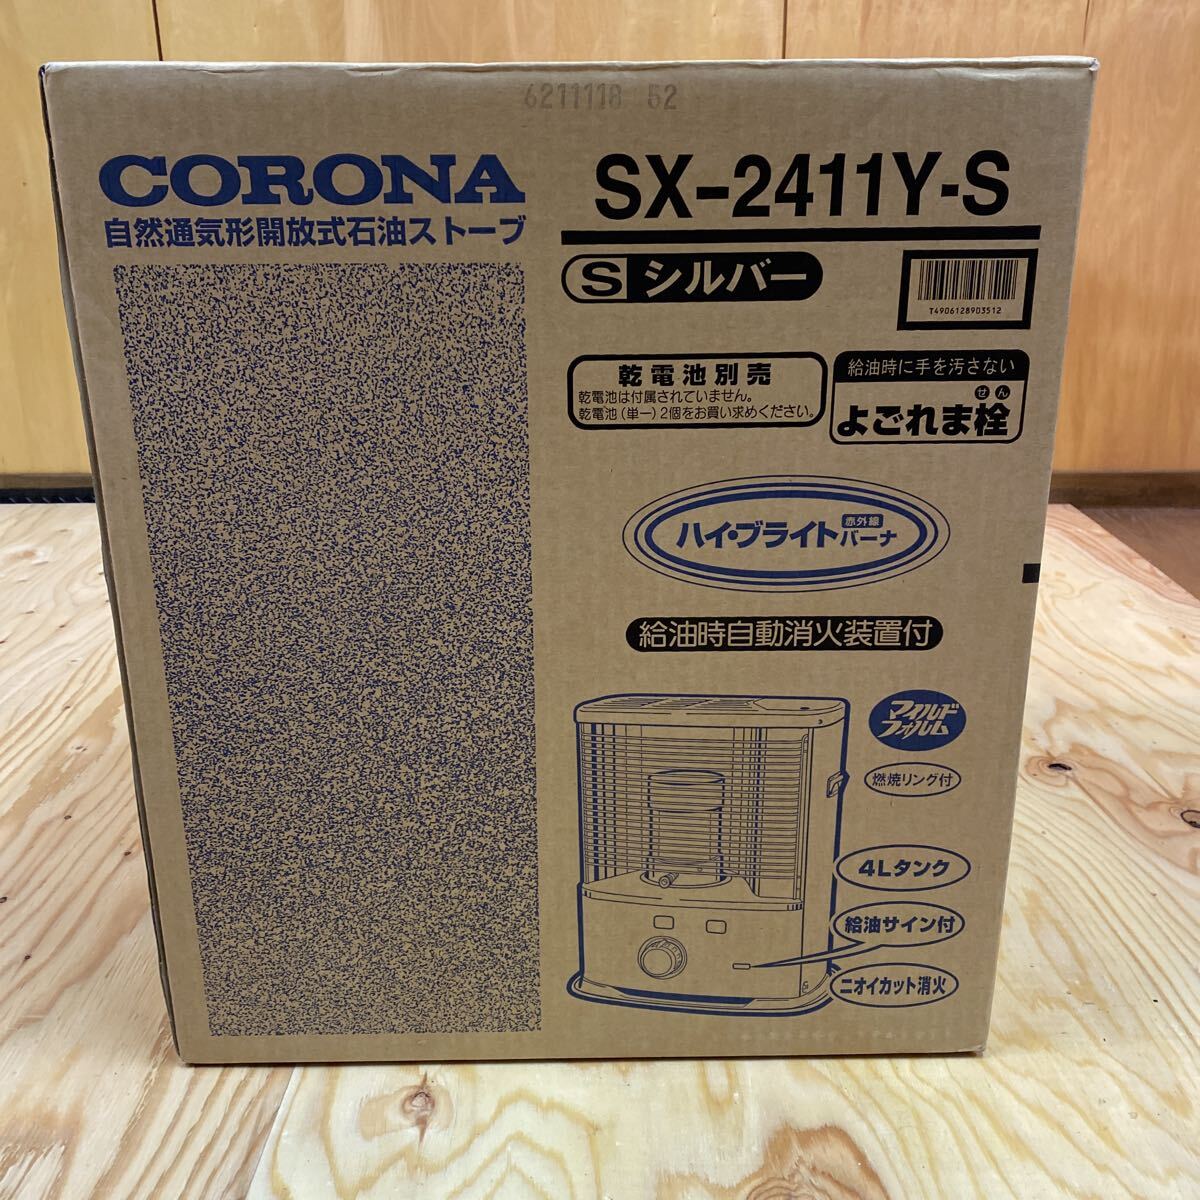 6211118 52
CORONA
自然通気形開放式石油ストーブ
SX-2411Y-S
S シルバー
T4906128903512
乾電池別売
乾電池は付属されていません。
乾電池(単一)2個をお買い求めください。
給油時に手を汚さない
せん
よごれま栓
ハイ・ブライト赤外線バーナ
給油時自動消火装置付
マイルド
フォルム
燃焼リング付
4Lタンク
給油サイン付
ニオイカット消火